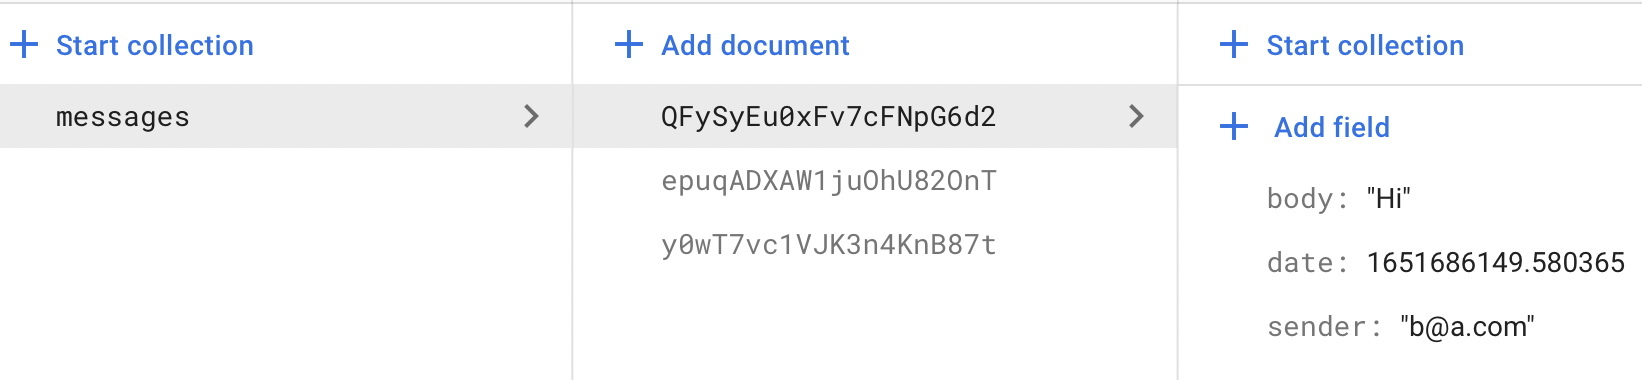 Start collection
messages
Add document
QFySyEu0xFv7cFNpG6d2
epuqADXAW1juOhU82OnT
y0wT7vc1VJK3n4KnB87t
Start collection
Add field
body: "Hi"
date: 1651686149.580365
sender: "b@a.com"